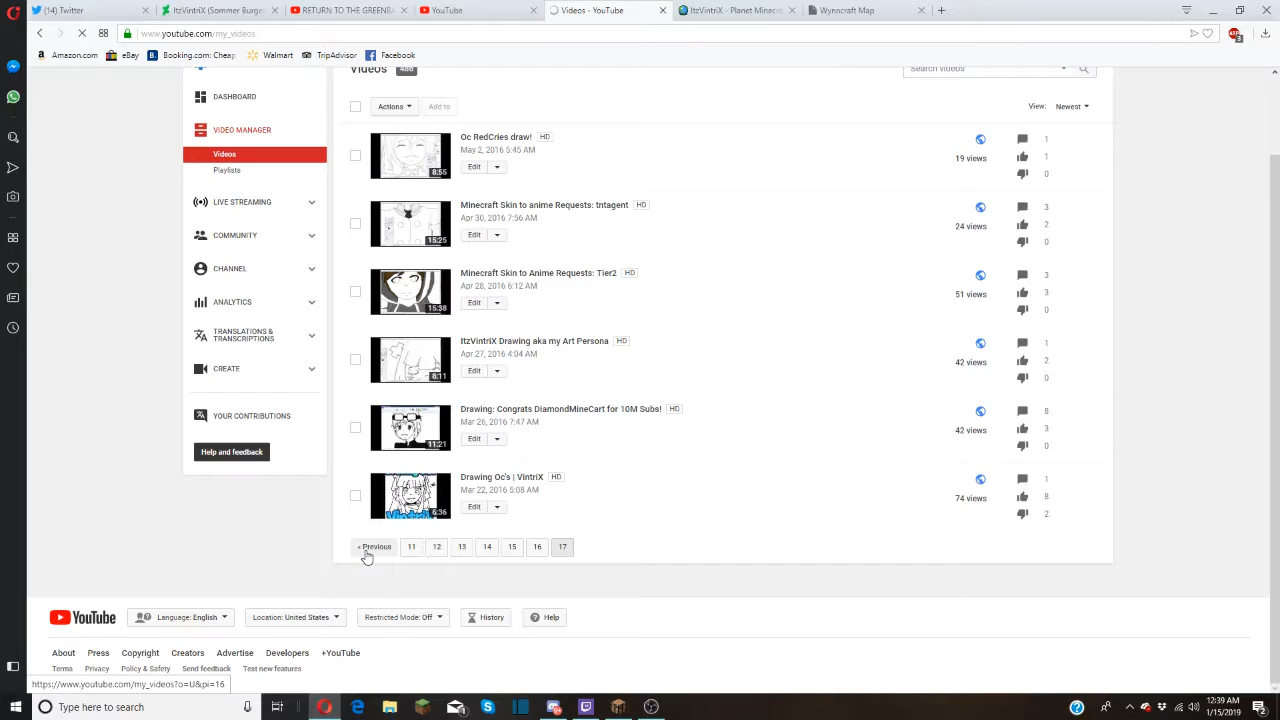 (14) Twitter
ItzVintriX (Sommer Burge
RETURN TO THE GREENB
YouTube
Videos - YouTube
ItzVintriX - Planet Minec
Wynncraft Map
www.youtube.com/my_videos
Amazon.com eBay Booking.com: Cheap Walmart TripAdvisor Facebook
Videos
Search videos
Actions Add to View: Newest
DASHBOARD
VIDEO MANAGER
Videos
Playlists
LIVE STREAMING
COMMUNITY
CHANNEL
ANALYTICS
TRANSLATIONS & TRANSCRIPTIONS
CREATE
YOUR CONTRIBUTIONS
Help and feedback
Oc RedCries draw! HD
May 2, 2016 5:45 AM
Edit
8:55
19 views
1
1
0
Minecraft Skin to anime Requests: tntagent HD
Apr 30, 2016 7:56 AM
Edit
15:25
24 views
3
2
0
Minecraft Skin to Anime Requests: Tier2 HD
Apr 28, 2016 6:12 AM
Edit
15:38
51 views
3
3
0
ItzVintriX Drawing aka my Art Persona HD
Apr 27, 2016 4:04 AM
Edit
8:11
42 views
1
2
0
Drawing: Congrats DiamondMineCart for 10M Subs! HD
Mar 26, 2016 7:47 AM
Edit
11:21
42 views
8
3
0
Drawing Oc's | VintriX HD
Mar 22, 2016 5:08 AM
Edit
6:36
74 views
1
8
2
« Previous 11 12 13 14 15 16 17
YouTube Language: English Location: United States Restricted Mode: Off History Help
About Press Copyright Creators Advertise Developers +YouTube
Terms Privacy Policy & Safety Send feedback Test new features
https://www.youtube.com/my_videos?o=U&pi=16
Type here to search
12:39 AM
1/15/2019